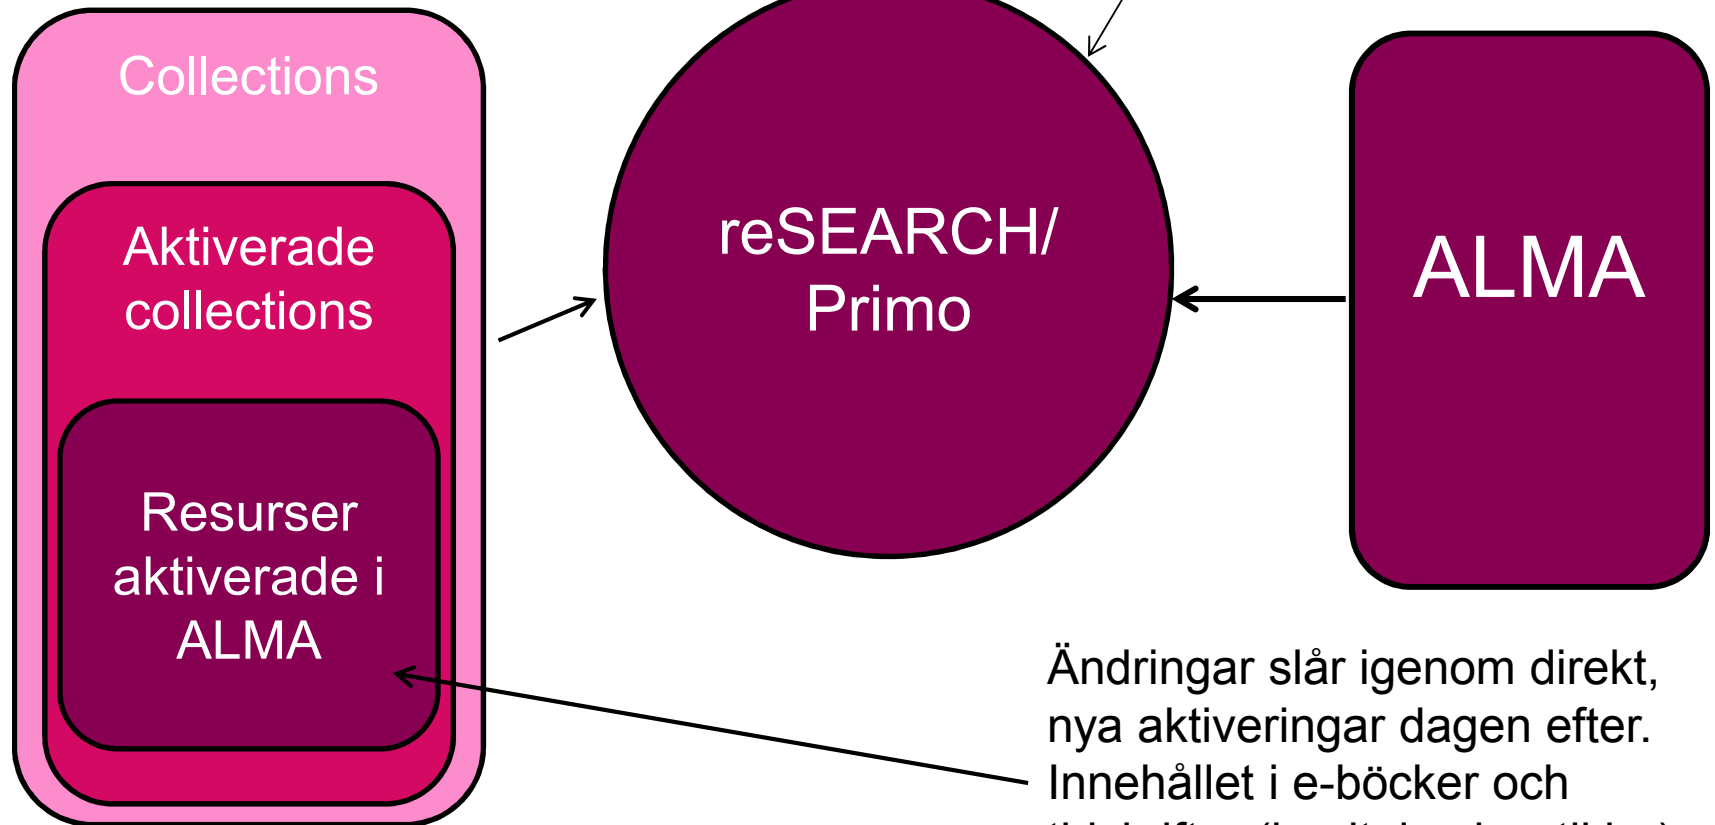 Collections
Aktiverade
collections
Resurser
aktiverade i
ALMA
reSEARCH/
Primo
ALMA
Ändringar slår igenom direkt,
nya aktiveringar dagen efter.
Innehållet i e-böcker och